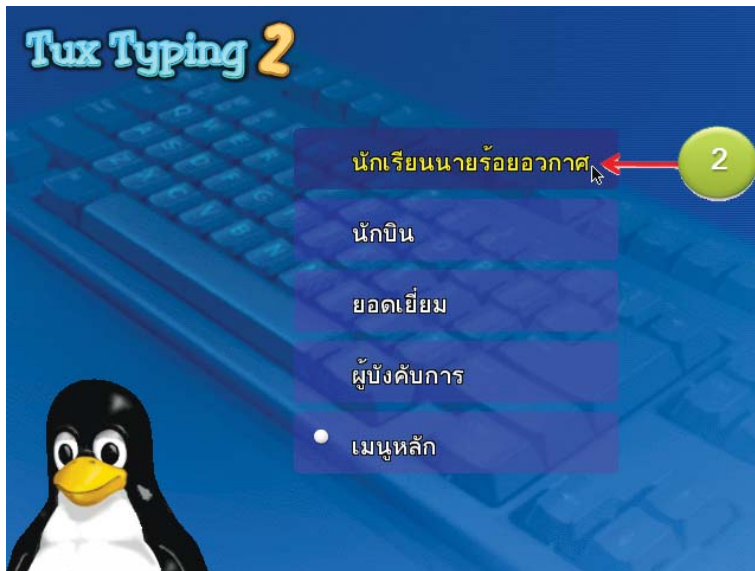 Tux Typing 2
นักเรียนนายร้อยอวกาศ
2
นักบิน
ยอดเยี่ยม
ผู้บังคับการ
เมนูหลัก